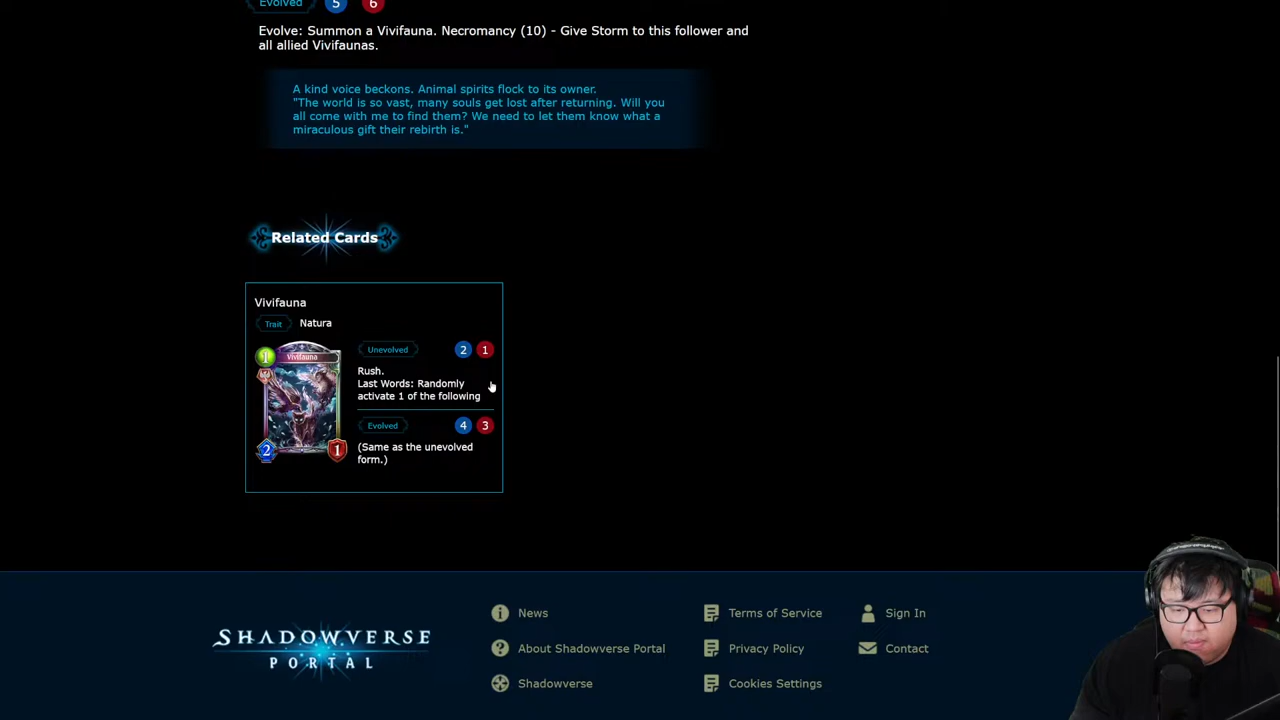 Evolved 5 6
Evolve: Summon a Vivifauna. Necromancy (10) - Give Storm to this follower and
all allied Vivifaunas.
A kind voice beckons. Animal spirits flock to its owner.
"The world is so vast, many souls get lost after returning. Will you
all come with me to find them? We need to let them know what a
miraculous gift their rebirth is."
Related Cards
Vivifauna
Trait Natura
1 Vivifauna
2 1
Unevolved 2 1
Rush.
Last Words: Randomly
activate 1 of the following
Evolved 4 3
(Same as the unevolved
form.)
SHADOWVERSE
PORTAL
News
About Shadowverse Portal
Shadowverse
Terms of Service
Privacy Policy
Cookies Settings
Sign In
Contact